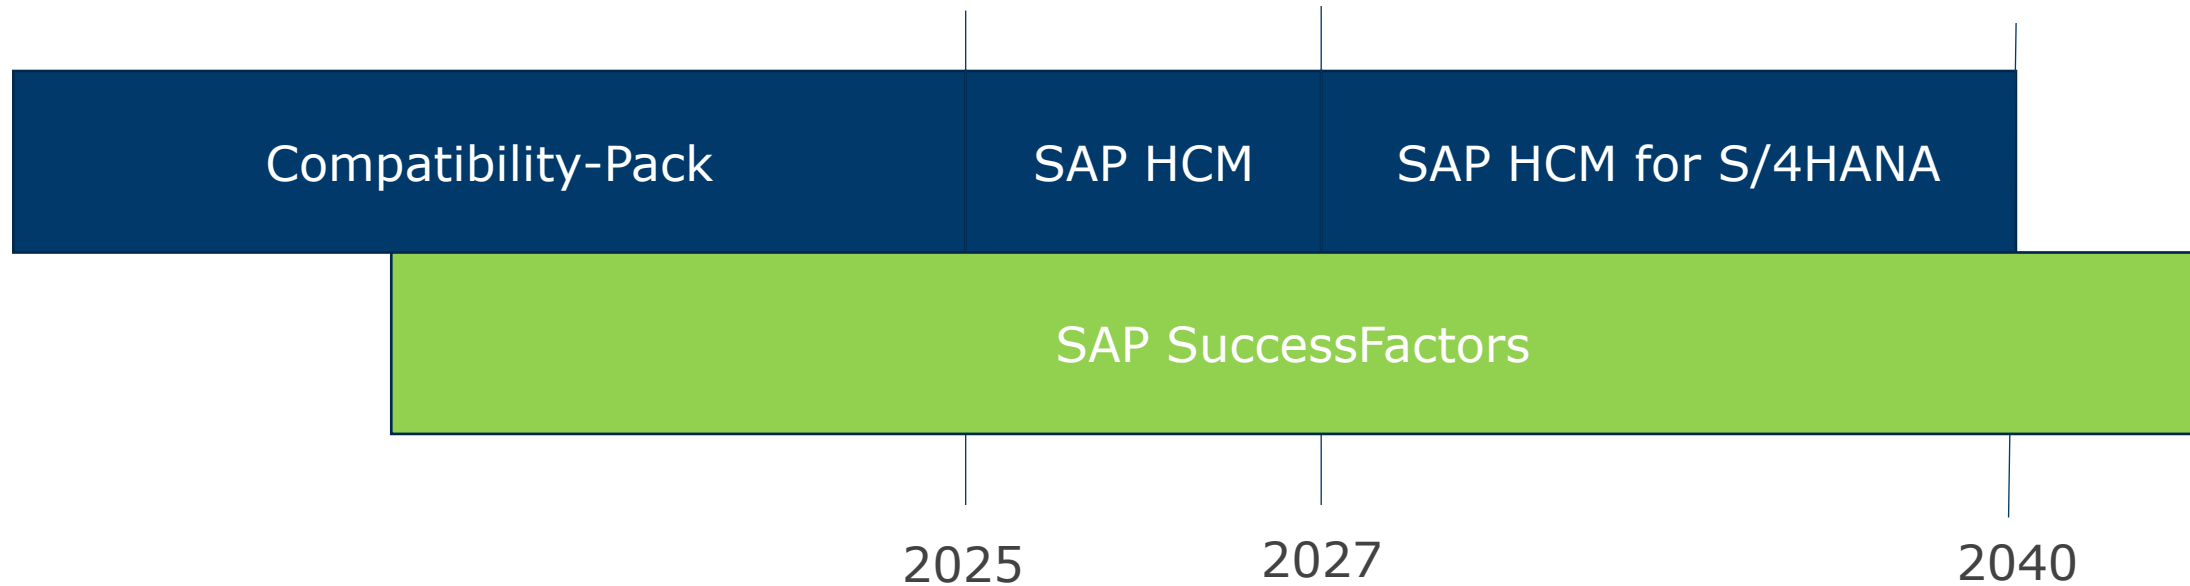 Compatibility-Pack
SAP HCM
SAP HCM for S/4HANA
SAP SuccessFactors
2025
2027
2040